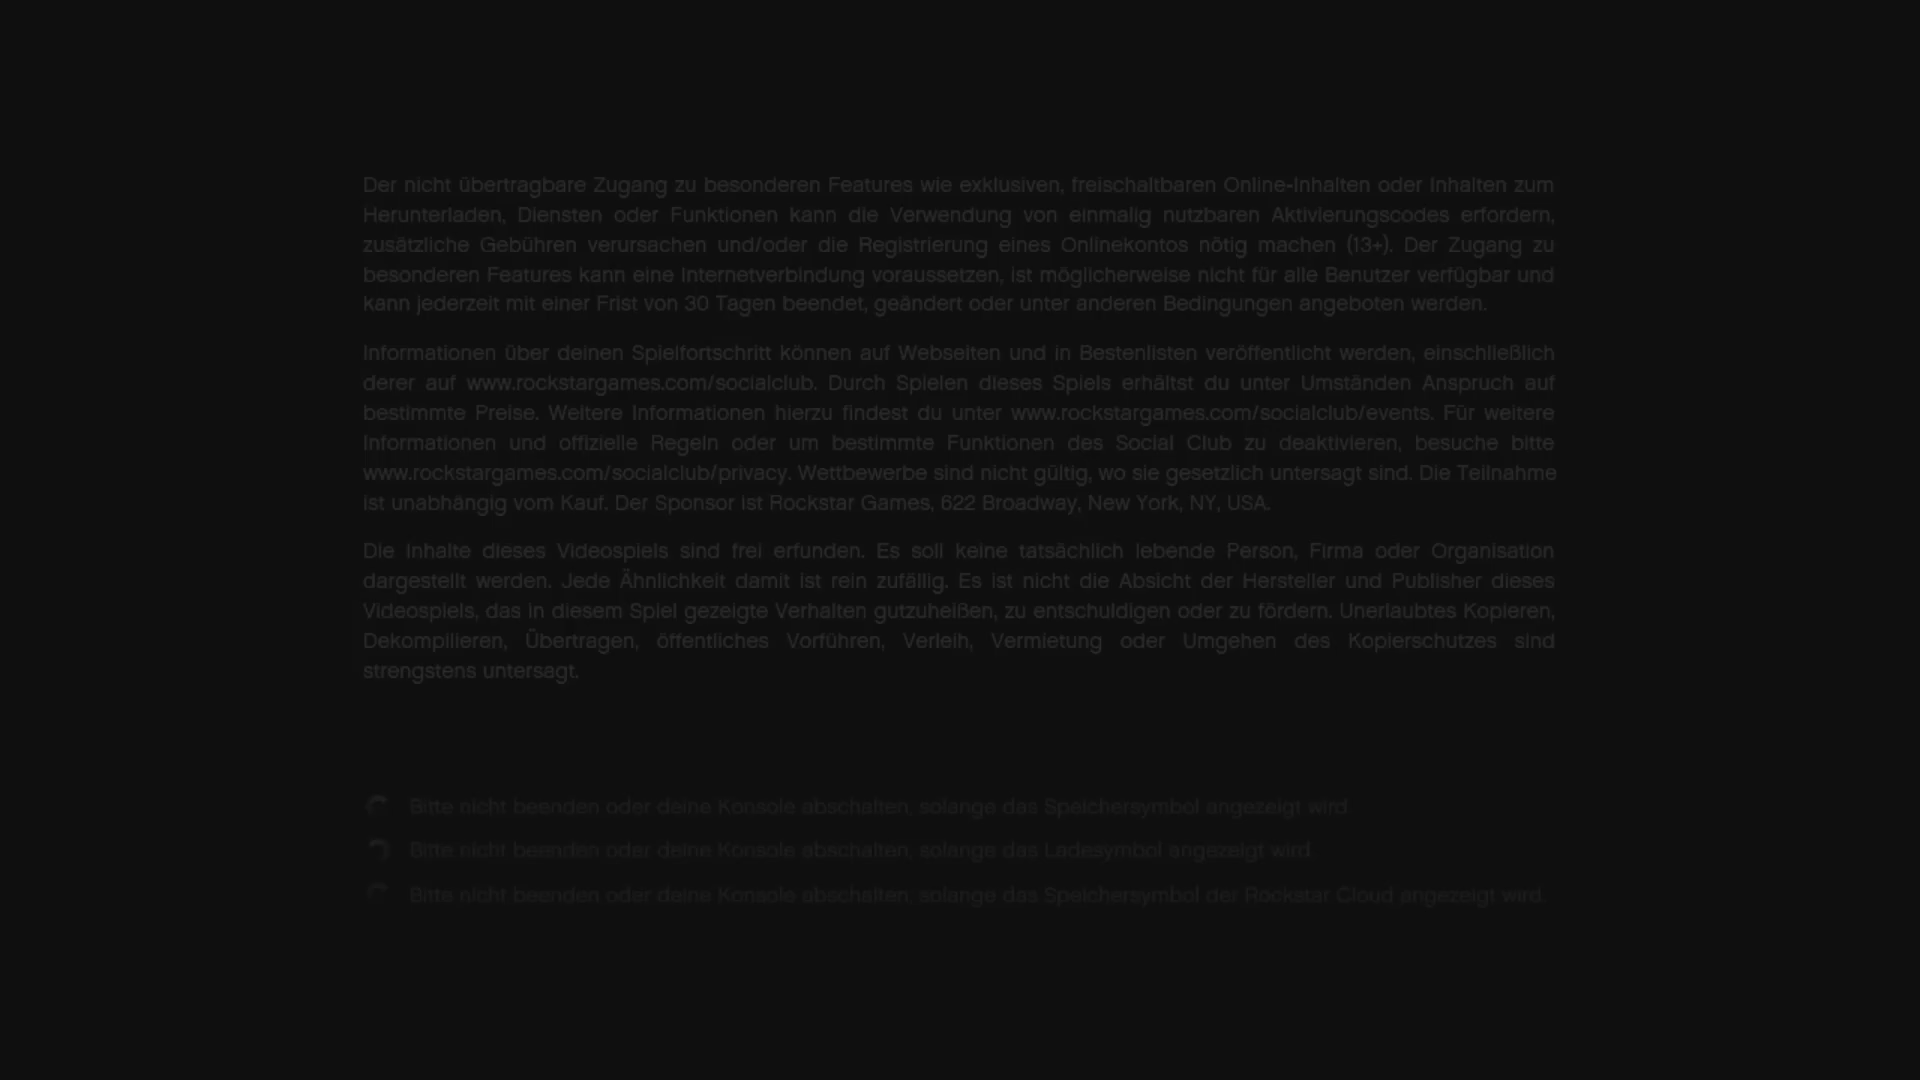 Der nicht übertragbare Zugang zu besonderen Features wie exklusiven, freischaltbaren Online-Inhalten oder Inhalten zum
Herunterladen, Diensten oder Funktionen kann die Verwendung von einmalig nutzbaren Aktivierungscodes erfordern,
zusätzliche Gebühren verursachen und/oder die Registrierung eines Onlinekontos nötig machen (13+). Der Zugang zu
besonderen Features kann eine Internetverbindung voraussetzen, ist möglicherweise nicht für alle Benutzer verfügbar und
kann jederzeit mit einer Frist von 30 Tagen beendet, geändert oder unter anderen Bedingungen angeboten werden.
Informationen über deinen Spielfortschritt können auf Webseiten und in Bestenlisten veröffentlicht werden, einschließlich
derer auf www.rockstargames.com/socialclub. Durch Spielen dieses Spiels erhältst du unter Umständen Anspruch auf
bestimmte Preise. Weitere Informationen hierzu findest du unter www.rockstargames.com/socialclub/events. Für weitere
Informationen und offizielle Regeln oder um bestimmte Funktionen des Social Club zu deaktivieren, besuche bitte
www.rockstargames.com/socialclub/privacy. Wettbewerbe sind nicht gültig, wo sie gesetzlich untersagt sind. Die Teilnahme
ist unabhängig vom Kauf. Der Sponsor ist Rockstar Games, 622 Broadway, New York, NY, USA.
Die Inhalte dieses Videospiels sind frei erfunden. Es soll keine tatsächlich lebende Person, Firma oder Organisation
dargestellt werden. Jede Ähnlichkeit damit ist rein zufällig. Es ist nicht die Absicht der Hersteller und Publisher dieses
Videospiels, das in diesem Spiel gezeigte Verhalten gutzuheißen, zu entschuldigen oder zu fördern. Unerlaubtes Kopieren,
Dekompilieren, Übertragen, öffentliches Vorführen, Verleih, Vermietung oder Umgehen des Kopierschutzes sind
strengstens untersagt.
Bitte nicht beenden oder deine Konsole abschalten, solange das Speichersymbol angezeigt wird.
Bitte nicht beenden oder deine Konsole abschalten, solange das Ladesymbol angezeigt wird.
Bitte nicht beenden oder deine Konsole abschalten, solange das Speichersymbol der Rockstar Cloud angezeigt wird.